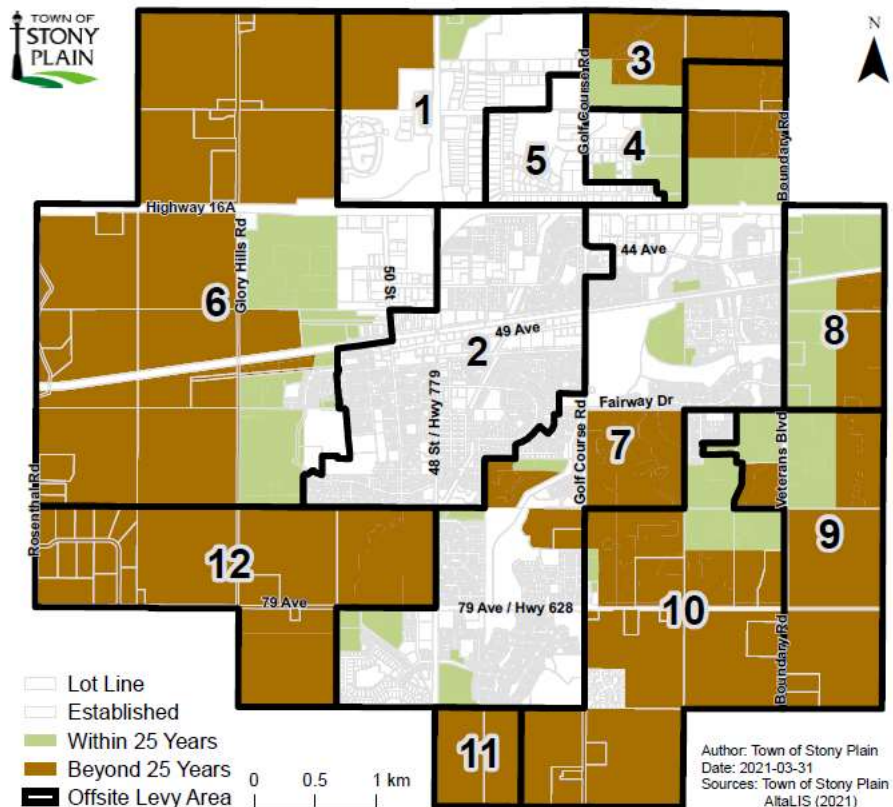 TOWN OF
STONY
PLAIN
N
1
3
5
4
Golf Course Rd
Boundary Rd
Highway 16A
Glory Hills Rd
6
50 St
44 Ave
49 Ave
2
8
48 St / Hwy 779
Fairway Dr
Golf Course Rd
7
Veterans Blvd
Rosenthal Rd
12
9
79 Ave
79 Ave / Hwy 628
10
Boundary Rd
11
Lot Line
Established
Within 25 Years
Beyond 25 Years
Offsite Levy Area
0 0.5 1 km
Author: Town of Stony Plain
Date: 2021-03-31
Sources: Town of Stony Plain
AltaLIS (2021)